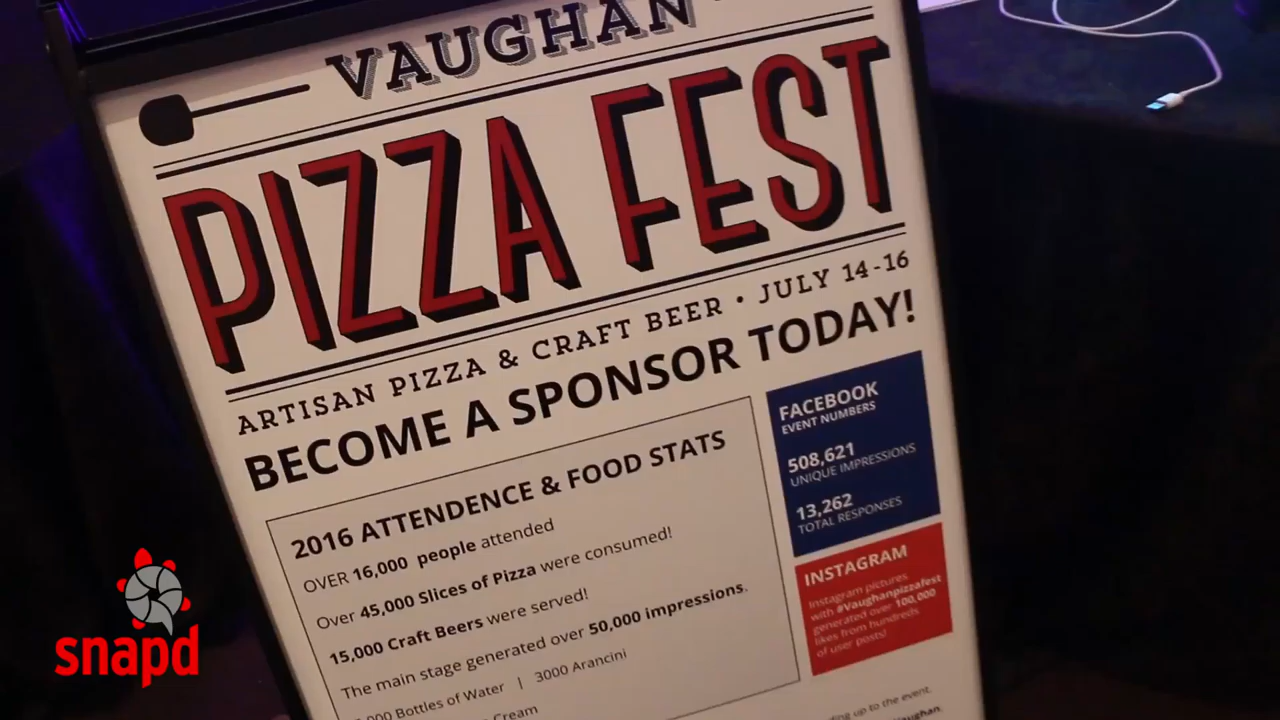 VAUGHAN
PIZZA FEST
ARTISAN PIZZA & CRAFT BEER • JULY 14-16
BECOME A SPONSOR TODAY!
2016 ATTENDENCE & FOOD STATS
OVER 16,000 people attended
Over 45,000 Slices of Pizza were consumed!
15,000 Craft Beers were served!
The main stage generated over 50,000 impressions.
Bottles of Water | 3000 Arancini
Cream
FACEBOOK
EVENT NUMBERS
508,621
UNIQUE IMPRESSIONS
13,262
TOTAL RESPONSES
INSTAGRAM
Instagram pictures
with #Vaughanpizzafest
generated over 100,000
likes from hundreds
of user posts!
up to the event.
snapd